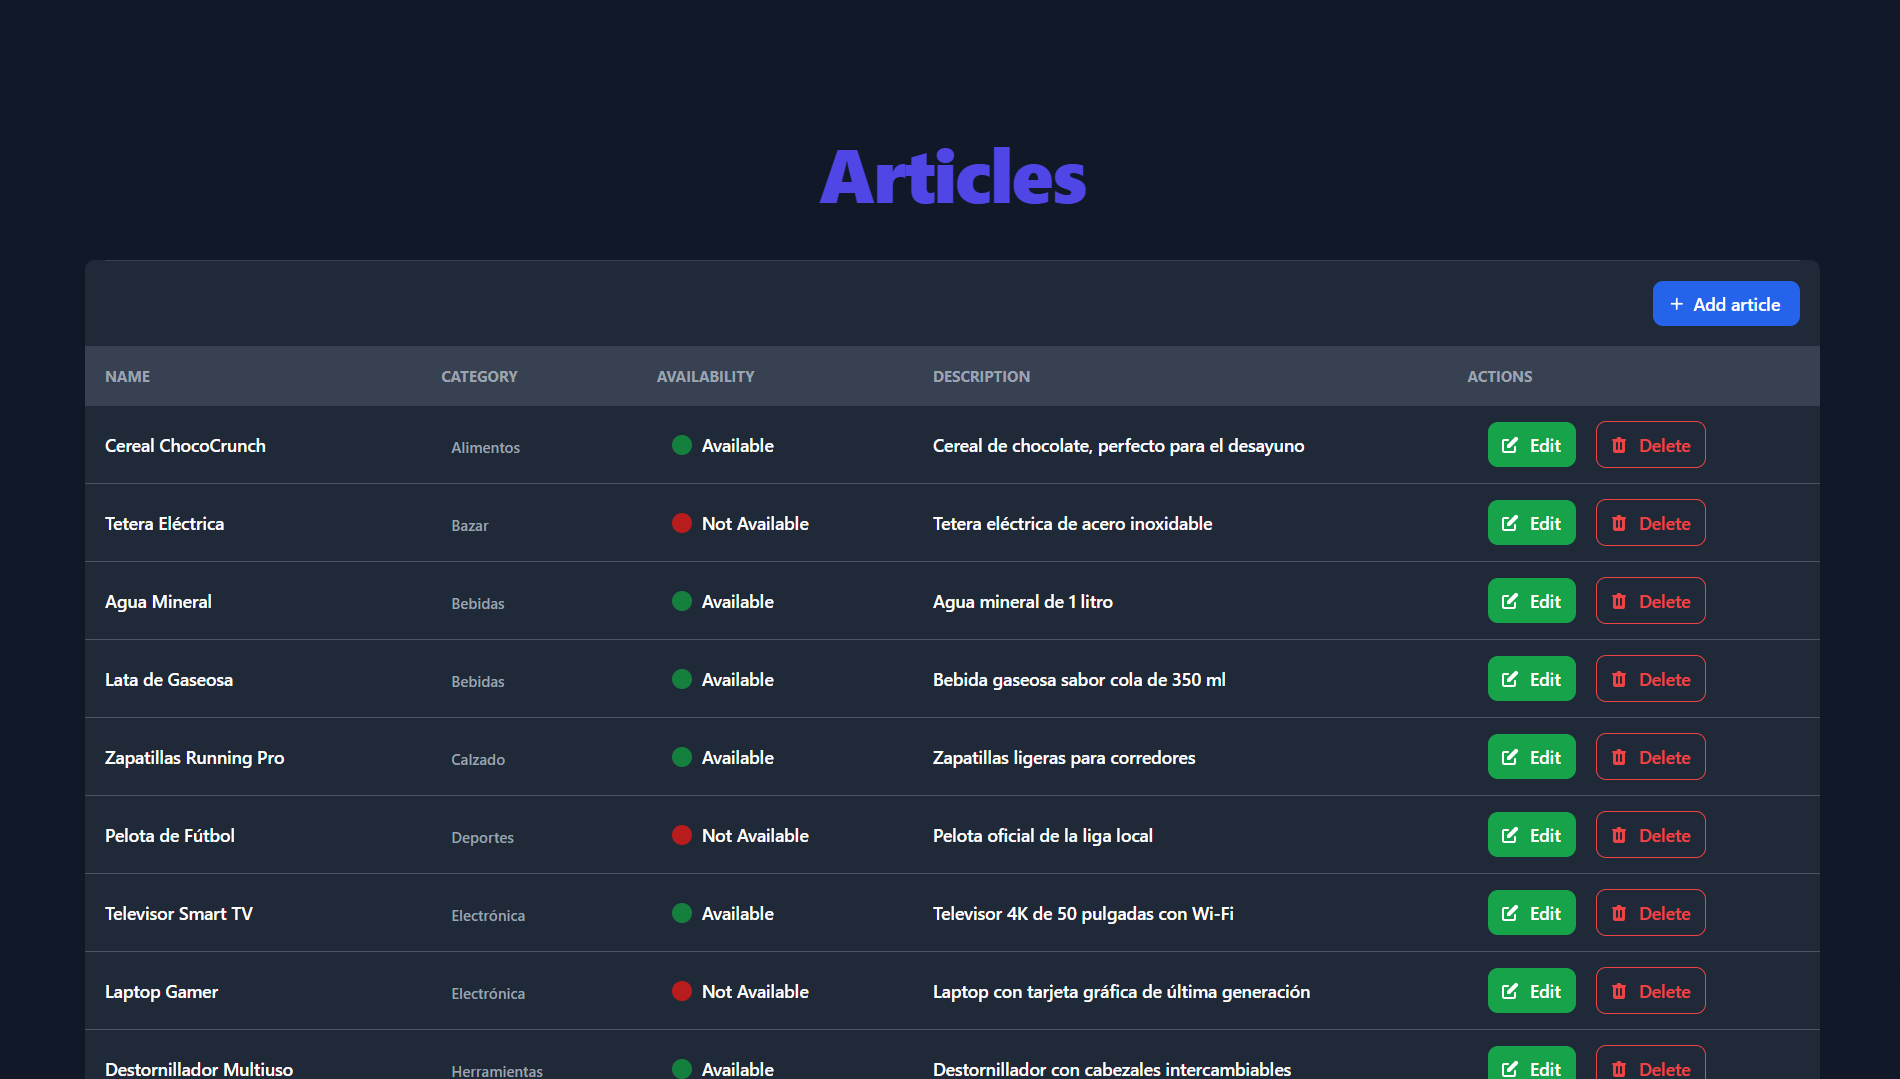 Articles
+ Add article
NAME CATEGORY AVAILABILITY DESCRIPTION ACTIONS
Cereal ChocoCrunch Alimentos Available Cereal de chocolate, perfecto para el desayuno Edit Delete
Tetera Eléctrica Bazar Not Available Tetera eléctrica de acero inoxidable Edit Delete
Agua Mineral Bebidas Available Agua mineral de 1 litro Edit Delete
Lata de Gaseosa Bebidas Available Bebida gaseosa sabor cola de 350 ml Edit Delete
Zapatillas Running Pro Calzado Available Zapatillas ligeras para corredores Edit Delete
Pelota de Fútbol Deportes Not Available Pelota oficial de la liga local Edit Delete
Televisor Smart TV Electrónica Available Televisor 4K de 50 pulgadas con Wi-Fi Edit Delete
Laptop Gamer Electrónica Not Available Laptop con tarjeta gráfica de última generación Edit Delete
Destornillador Multiuso Herramientas Available Destornillador con cabezales intercambiables Edit Delete